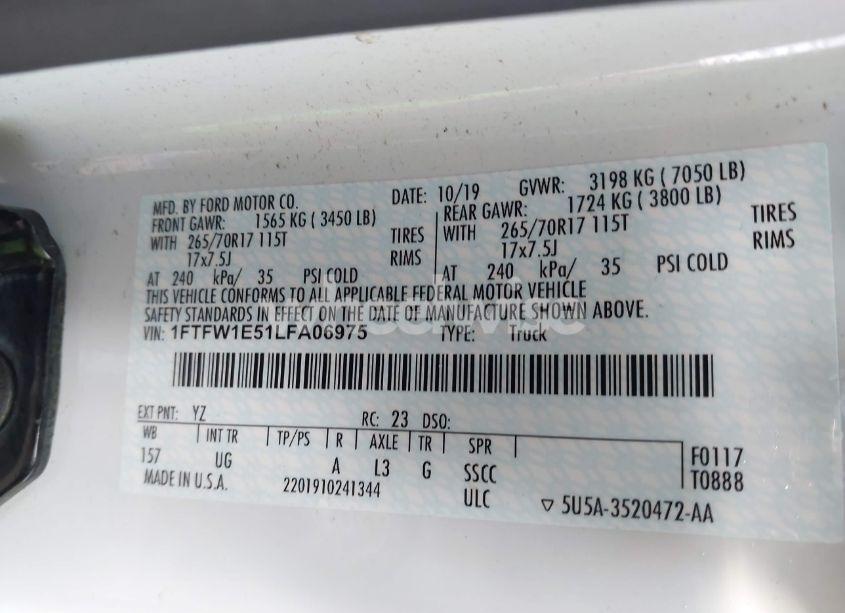 MFD. BY FORD MOTOR CO. DATE: 10/19 GVWR: 3198 KG ( 7050 LB)
FRONT GAWR: 1565 KG ( 3450 LB) REAR GAWR: 1724 KG ( 3800 LB)
WITH 265/70R17 115T TIRES WITH 265/70R17 115T TIRES
17x7.5J RIMS 17x7.5J RIMS
AT 240 kPa/ 35 PSI COLD AT 240 kPa/ 35 PSI COLD
THIS VEHICLE CONFORMS TO ALL APPLICABLE FEDERAL MOTOR VEHICLE
SAFETY STANDARDS IN EFFECT ON THE DATE OF MANUFACTURE SHOWN ABOVE.
VIN: 1FTFW1E51LFA06975 TYPE: Truck
EXT PNT: YZ RC: 23 DSO:
WB INT TR TP/PS R AXLE TR SPR
157 UG A L3 G SSCC F0117
MADE IN U.S.A. 2201910241344 ULC T0888
▽ 5U5A-3520472-AA